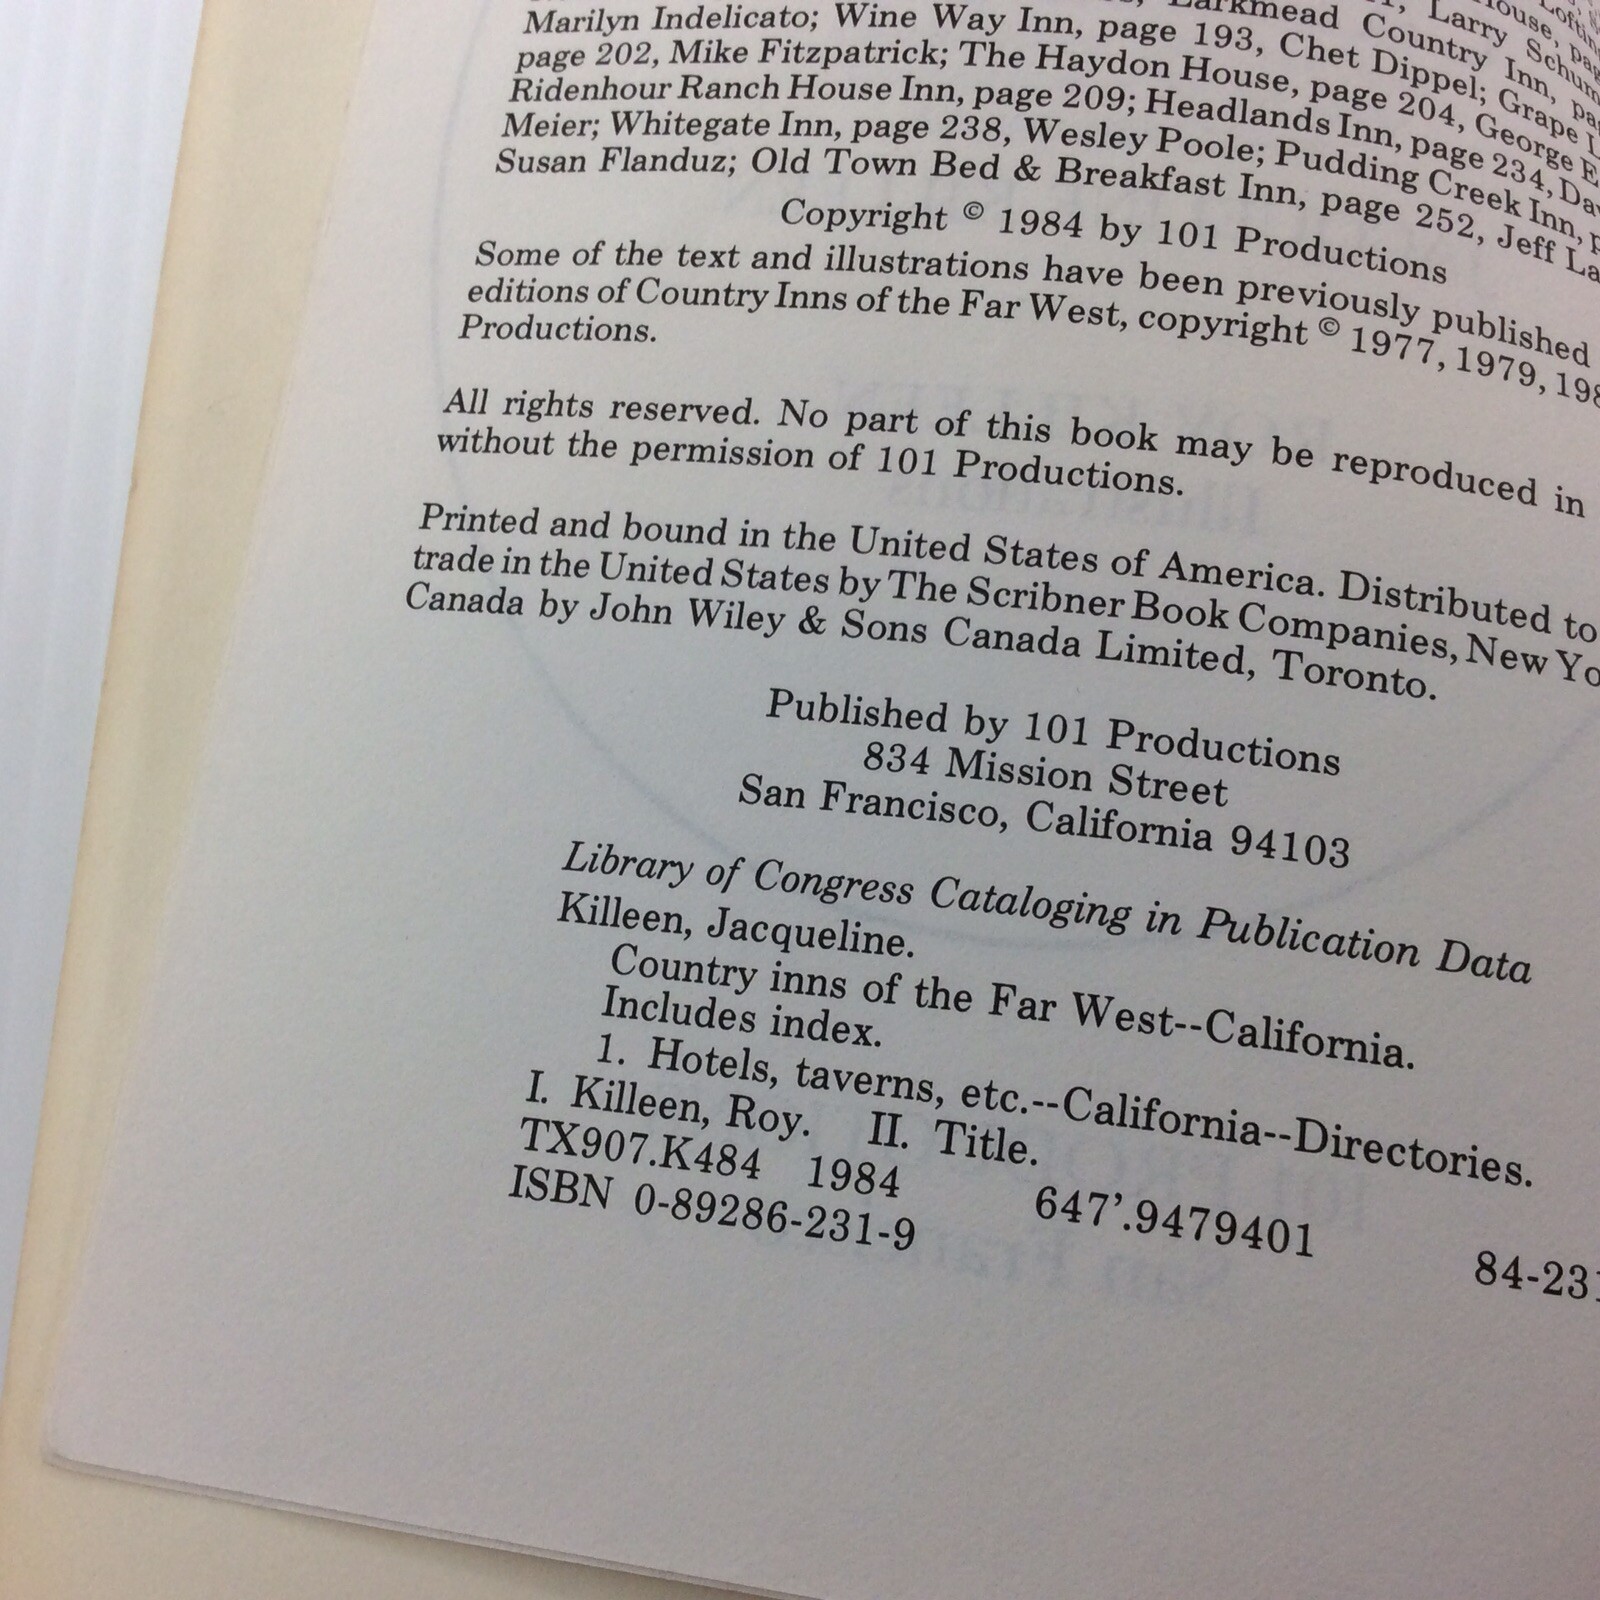 Larkmead Country Inn,
Marilyn Indelicato; Wine Way Inn, page 193, Chet Dippel; Grape
page 202, Mike Fitzpatrick; The Haydon House, page 204, George
Ridenhour Ranch House Inn, page 209; Headlands Inn, page 234,
Meier; Whitegate Inn, page 238, Wesley Poole; Pudding Creek Inn,
Susan Flanduz; Old Town Bed & Breakfast Inn, page 252, Jeff
Copyright © 1984 by 101 Productions
Some of the text and illustrations have been previously published
editions of Country Inns of the Far West, copyright © 1977, 1979,
Productions.
All rights reserved. No part of this book may be reproduced in
without the permission of 101 Productions.
Printed and bound in the United States of America. Distributed to
trade in the United States by The Scribner Book Companies, New Yo
Canada by John Wiley & Sons Canada Limited, Toronto.
Published by 101 Productions
834 Mission Street
San Francisco, California 94103
Library of Congress Cataloging in Publication Data
Killeen, Jacqueline.
Country inns of the Far West--California.
Includes index.
1. Hotels, taverns, etc.--California--Directories.
I. Killeen, Roy. II. Title.
TX907.K484 1984 647'.9479401 84-231
ISBN 0-89286-231-9